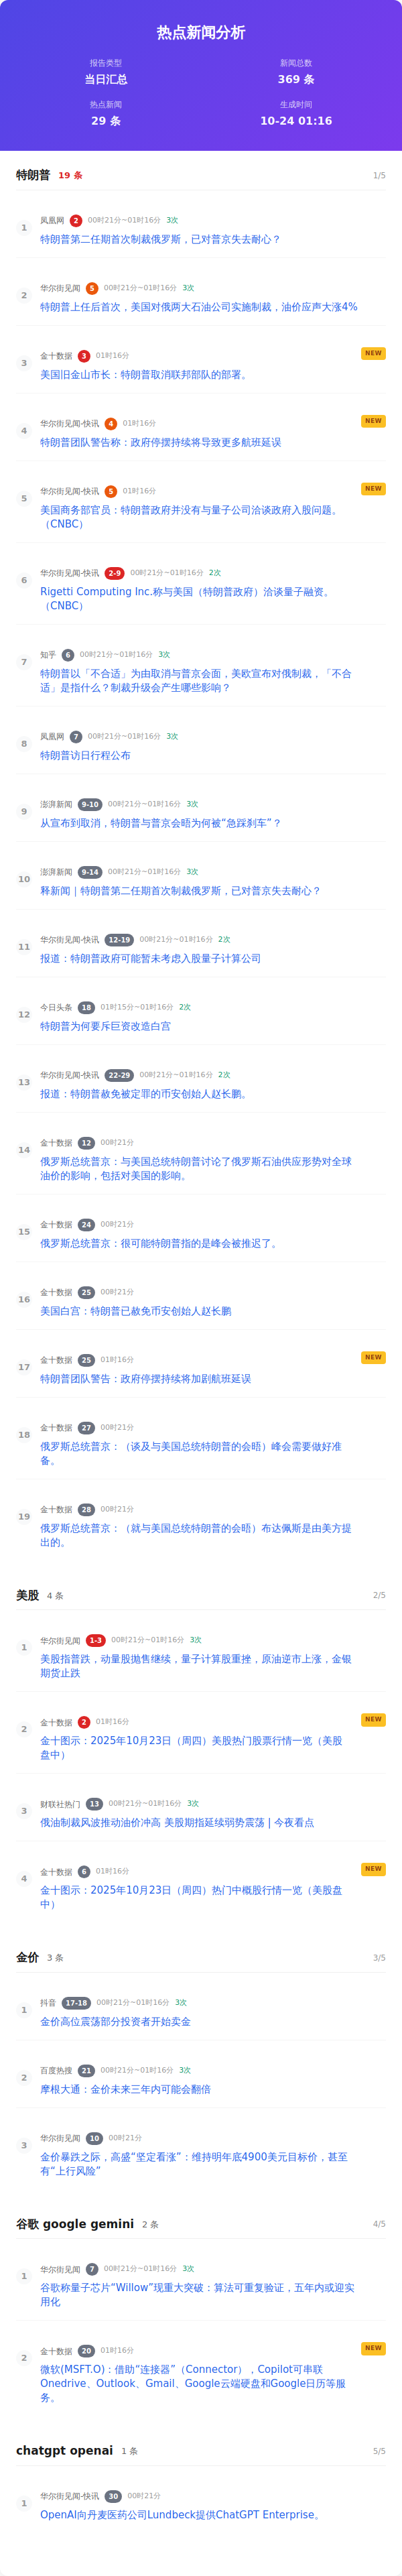 热点新闻分析
报告类型
新闻总数
当日汇总
369 条
热点新闻
生成时间
29 条
10-24 01:16
特朗普 19 条 1/5
1
凤凰网 2 00时21分~01时16分 3次
特朗普第二任期首次制裁俄罗斯，已对普京失去耐心？
2
华尔街见闻 5 00时21分~01时16分 3次
特朗普上任后首次，美国对俄两大石油公司实施制裁，油价应声大涨4%
3
金十数据 3 01时16分 NEW
美国旧金山市长：特朗普取消联邦部队的部署。
4
华尔街见闻-快讯 4 01时16分 NEW
特朗普团队警告称：政府停摆持续将导致更多航班延误
5
华尔街见闻-快讯 5 01时16分 NEW
美国商务部官员：特朗普政府并没有与量子公司洽谈政府入股问题。
（CNBC）
6
华尔街见闻-快讯 2-9 00时21分~01时16分 2次
Rigetti Computing Inc.称与美国（特朗普政府）洽谈量子融资。
（CNBC）
7
知乎 6 00时21分~01时16分 3次
特朗普以「不合适」为由取消与普京会面，美欧宣布对俄制裁，「不合
适」是指什么？制裁升级会产生哪些影响？
8
凤凰网 7 00时21分~01时16分 3次
特朗普访日行程公布
9
澎湃新闻 9-10 00时21分~01时16分 3次
从宣布到取消，特朗普与普京会晤为何被“急踩刹车”？
10
澎湃新闻 9-14 00时21分~01时16分 3次
释新闻｜特朗普第二任期首次制裁俄罗斯，已对普京失去耐心？
11
华尔街见闻-快讯 12-19 00时21分~01时16分 2次
报道：特朗普政府可能暂未考虑入股量子计算公司
12
今日头条 18 01时15分~01时16分 2次
特朗普为何要斥巨资改造白宫
13
华尔街见闻-快讯 22-29 00时21分~01时16分 2次
报道：特朗普赦免被定罪的币安创始人赵长鹏。
14
金十数据 12 00时21分
俄罗斯总统普京：与美国总统特朗普讨论了俄罗斯石油供应形势对全球
油价的影响，包括对美国的影响。
15
金十数据 24 00时21分
俄罗斯总统普京：很可能特朗普指的是峰会被推迟了。
16
金十数据 25 00时21分
美国白宫：特朗普已赦免币安创始人赵长鹏
17
金十数据 25 01时16分 NEW
特朗普团队警告：政府停摆持续将加剧航班延误
18
金十数据 27 00时21分
俄罗斯总统普京：（谈及与美国总统特朗普的会晤）峰会需要做好准
备。
19
金十数据 28 00时21分
俄罗斯总统普京：（就与美国总统特朗普的会晤）布达佩斯是由美方提
出的。
美股 4 条 2/5
1
华尔街见闻 1-3 00时21分~01时16分 3次
美股指普跌，动量股抛售继续，量子计算股重挫，原油逆市上涨，金银
期货止跌
2
金十数据 2 01时16分 NEW
金十图示：2025年10月23日（周四）美股热门股票行情一览（美股
盘中）
3
财联社热门 13 00时21分~01时16分 3次
俄油制裁风波推动油价冲高 美股期指延续弱势震荡 | 今夜看点
4
金十数据 6 01时16分 NEW
金十图示：2025年10月23日（周四）热门中概股行情一览（美股盘
中）
金价 3 条 3/5
1
抖音 17-18 00时21分~01时16分 3次
金价高位震荡部分投资者开始卖金
2
百度热搜 21 00时21分~01时16分 3次
摩根大通：金价未来三年内可能会翻倍
3
华尔街见闻 10 00时21分
金价暴跌之际，高盛“坚定看涨”：维持明年底4900美元目标价，甚至
有“上行风险”
谷歌 google gemini 2 条 4/5
1
华尔街见闻 7 00时21分~01时16分 3次
谷歌称量子芯片“Willow”现重大突破：算法可重复验证，五年内或迎实
用化
2
金十数据 20 01时16分 NEW
微软(MSFT.O)：借助“连接器”（Connector），Copilot可串联
Onedrive、Outlook、Gmail、Google云端硬盘和Google日历等服
务。
chatgpt openai 1 条 5/5
1
华尔街见闻-快讯 30 00时21分
OpenAI向丹麦医药公司Lundbeck提供ChatGPT Enterprise。